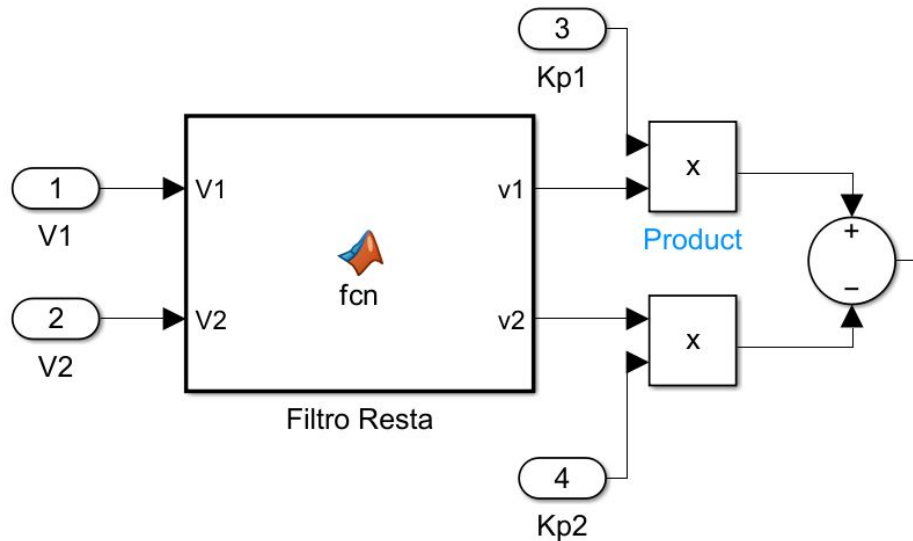 3
Kp1
1
V1
V1
v1
x
Product
+
−
fcn
2
V2
V2
v2
x
Filtro Resta
4
Kp2